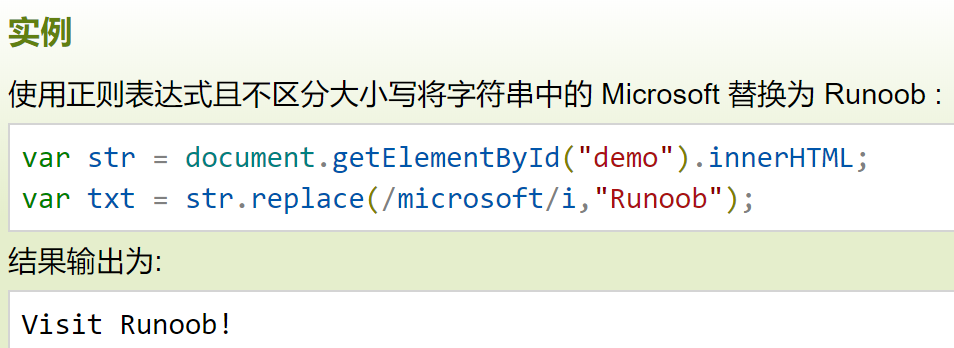 实例
使用正则表达式且不区分大小写将字符串中的 Microsoft 替换为 Runoob :
var str = document.getElementById("demo").innerHTML;
var txt = str.replace(/microsoft/i,"Runoob");
结果输出为:
Visit Runoob!